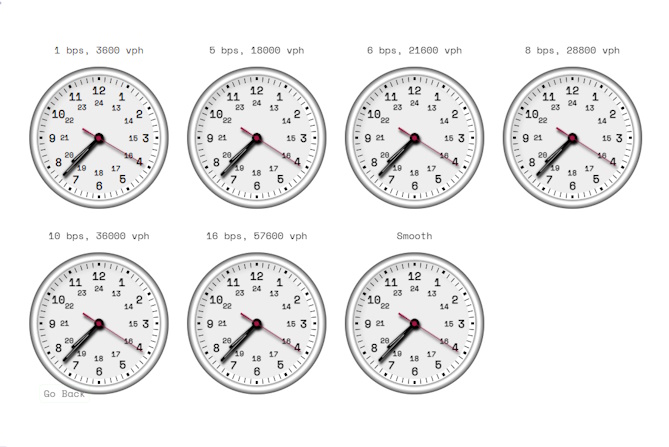 1 bps, 3600 vph
5 bps, 18000 vph
6 bps, 21600 vph
8 bps, 28800 vph
12 1 2 3 4 5 6 7 8 9 10 11
24 13 14 15 16 18 19 20 21 22 23
12 1 2 3 4 5 6 7 8 9 10 11
24 13 14 15 16 17 18 19 20 21 22 23
12 1 2 3 4 5 6 7 8 9 10 11
24 13 14 15 16 17 18 19 20 21 22 23
12 1 2 3 4 5 6 7 8 9 10 11
24 13 14 15 16 17 18 19 20 21 22 23
10 bps, 36000 vph
16 bps, 57600 vph
Smooth
12 1 2 3 4 5 6 7 8 9 10 11
24 13 14 15 16 17 18 19 20 21 22 23
12 1 2 3 4 5 6 7 8 9 10 11
24 13 14 15 16 17 18 19 20 21 22 23
12 1 2 3 4 5 6 7 8 9 10 11
24 13 14 15 16 17 18 19 20 21 22 23
Go Back